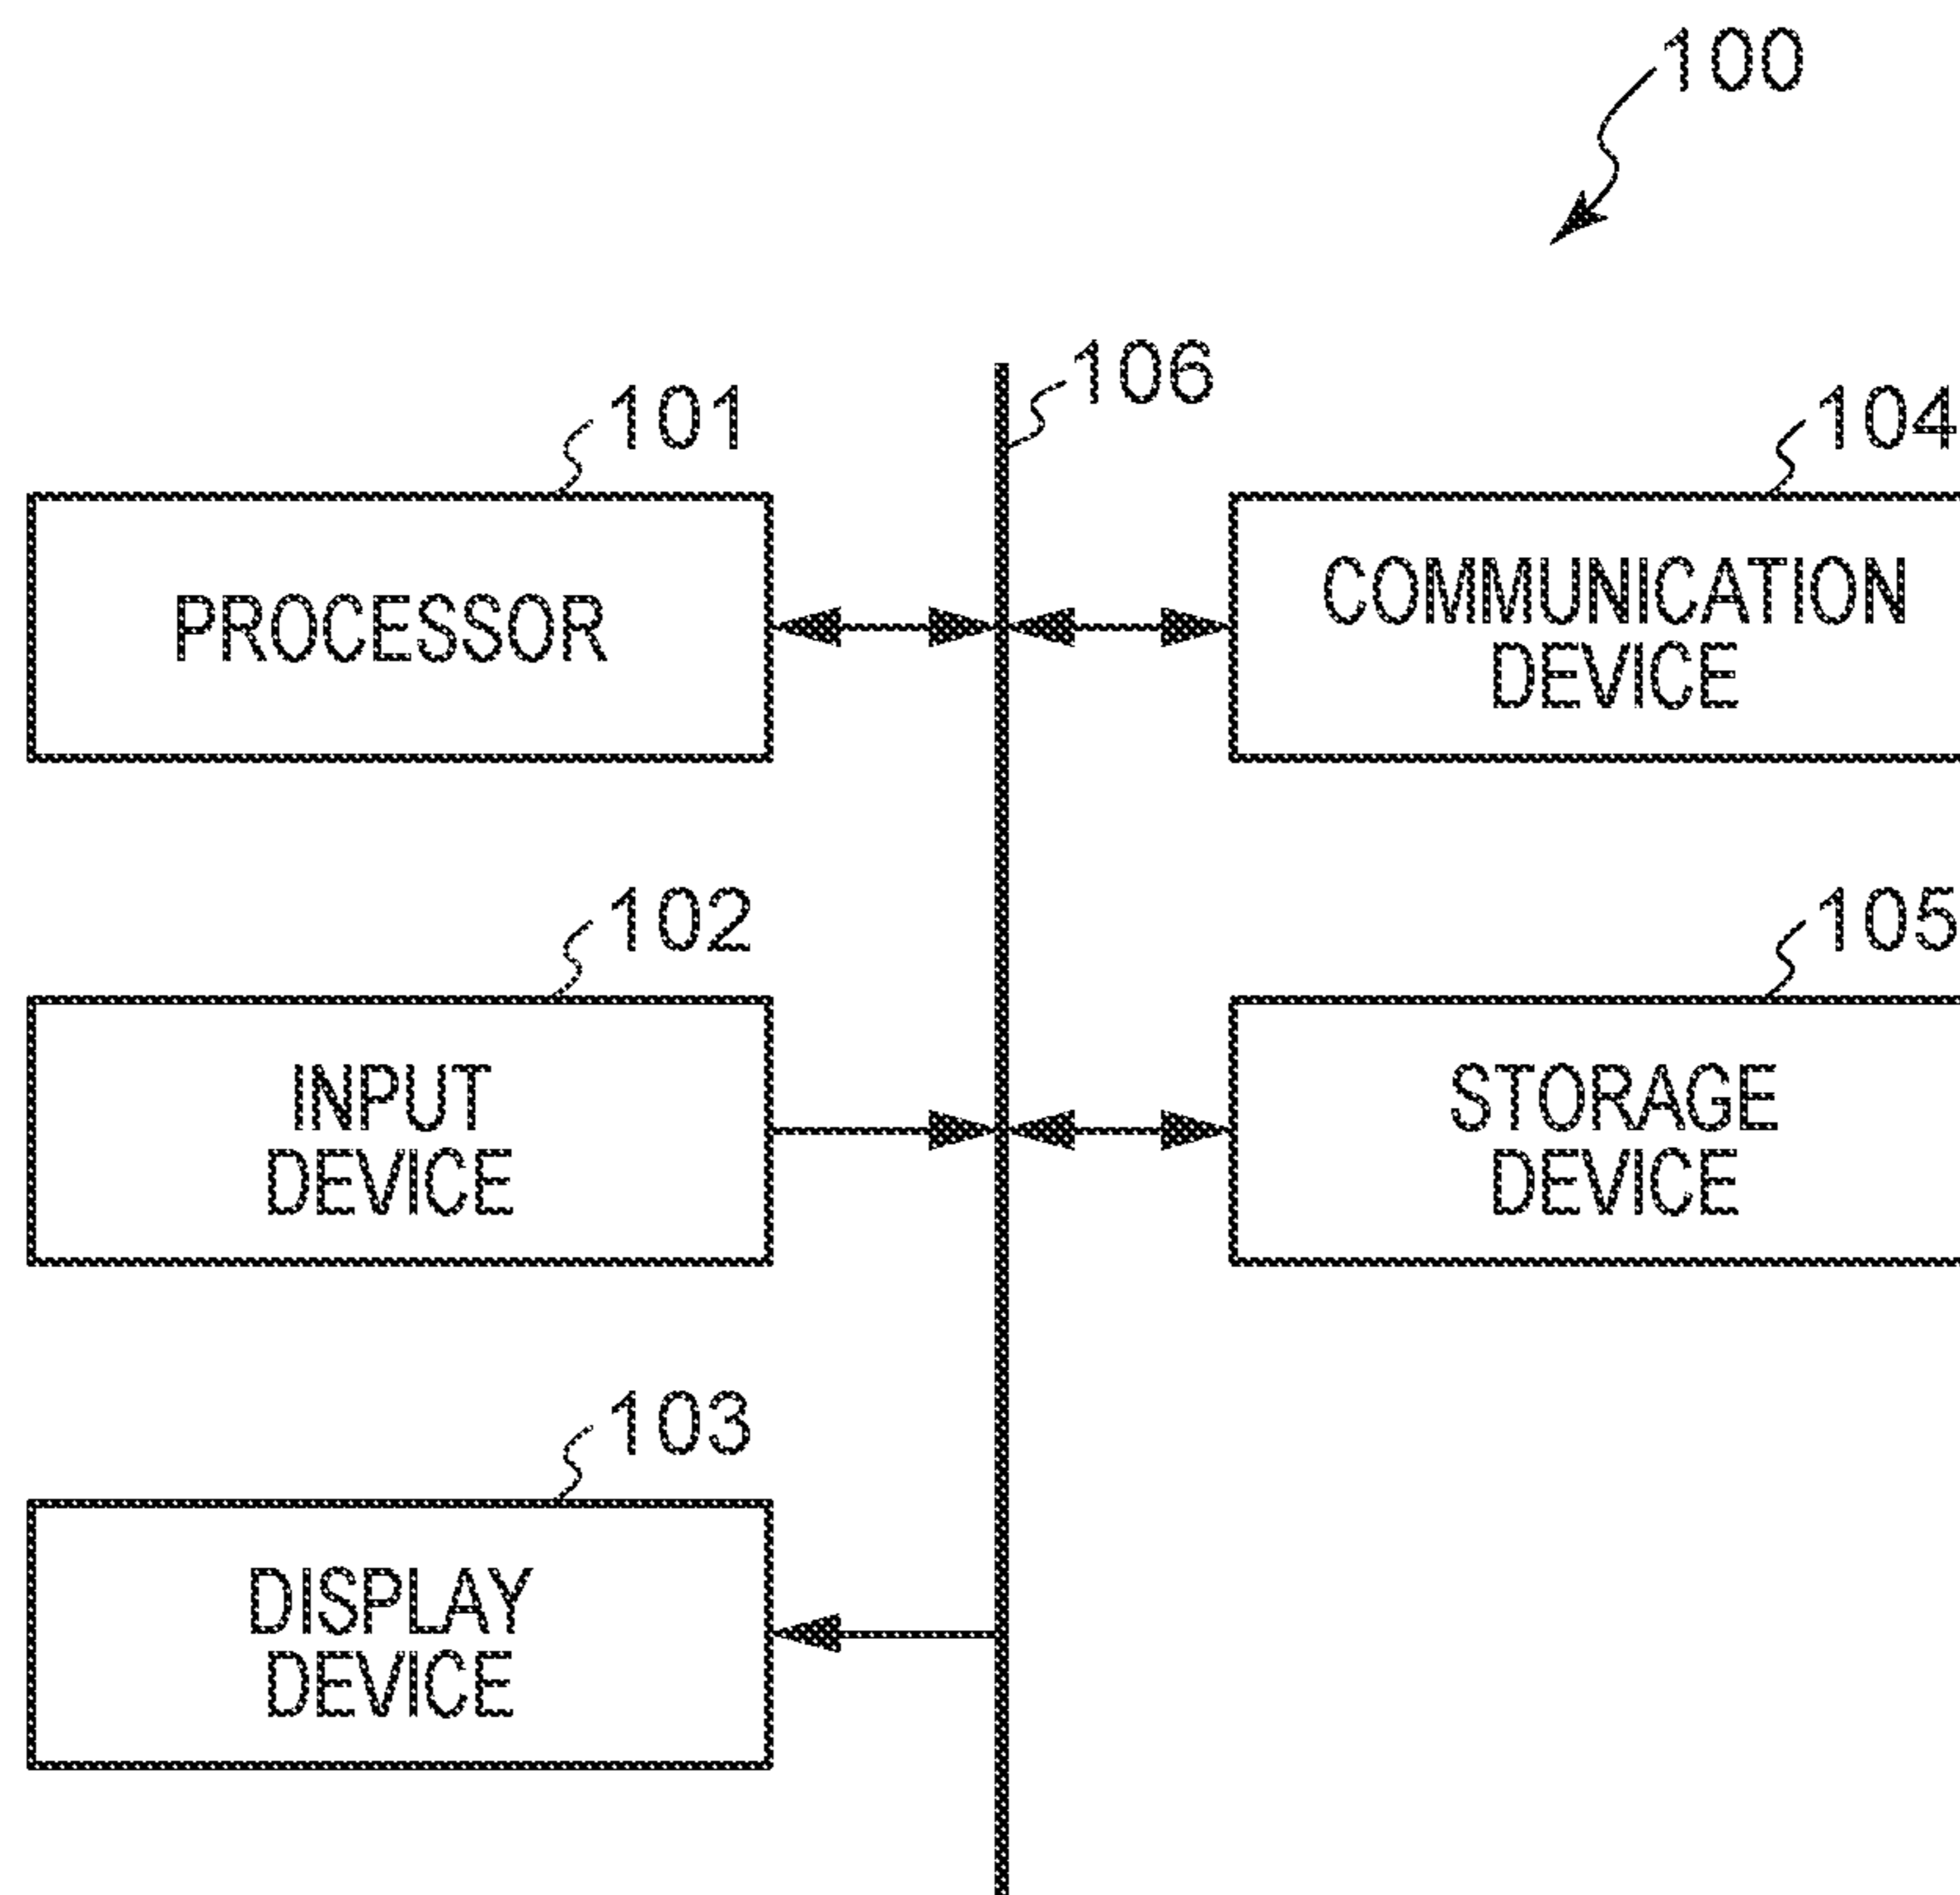 100
106
101
PROCESSOR
104
COMMUNICATION
DEVICE
102
INPUT
DEVICE
105
STORAGE
DEVICE
103
DISPLAY
DEVICE